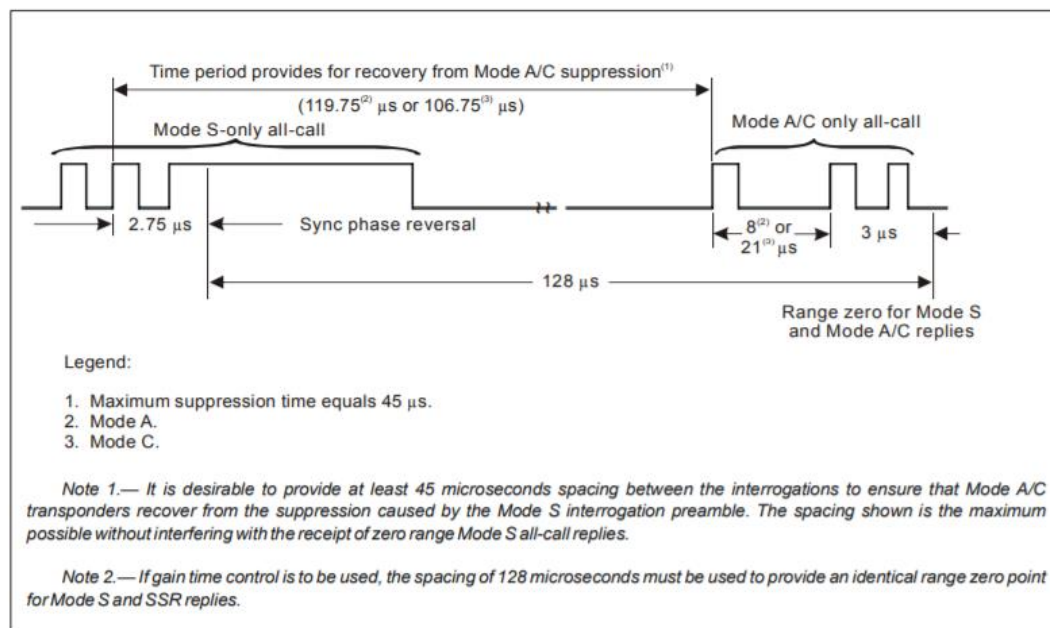 Time period provides for recovery from Mode A/C suppression(1)
(119.75(2) μs or 106.75(3) μs)
Mode S-only all-call
Mode A/C only all-call
2.75 μs
Sync phase reversal
8(2) or
21(3) μs
3 μs
128 μs
Range zero for Mode S
and Mode A/C replies
Legend:
1. Maximum suppression time equals 45 μs.
2. Mode A.
3. Mode C.
Note 1.— It is desirable to provide at least 45 microseconds spacing between the interrogations to ensure that Mode A/C
transponders recover from the suppression caused by the Mode S interrogation preamble. The spacing shown is the maximum
possible without interfering with the receipt of zero range Mode S all-call replies.
Note 2.— If gain time control is to be used, the spacing of 128 microseconds must be used to provide an identical range zero point
for Mode S and SSR replies.